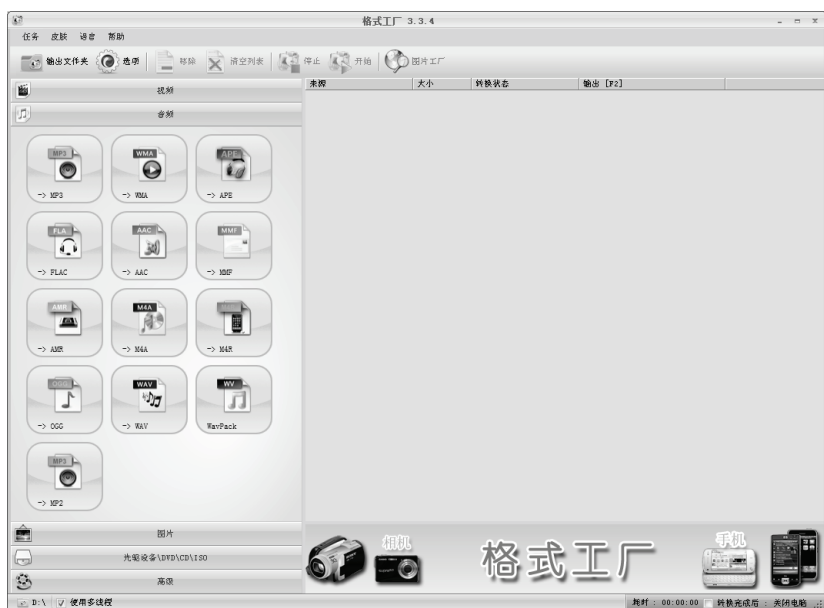 格式工厂 3.3.4
任务 皮肤 语言 帮助
输出文件夹 选项 移除 清空列表 停止 开始 图片工厂
视频
音频
来源 大小 转换状态 输出 [F2]
MP3 WMA APE
-> MP3 -> WMA -> APE
FLA AAC MMF
-> FLAC -> AAC -> MMF
AMR M4A
-> AMR -> M4A -> M4R
OGG WAV WV
-> OGG -> WAV WavPack
MP3
-> MP2
图片
光驱设备\DVD\CD\ISO
高级
相机 格式工厂 手机
D:\ 使用多线程 耗时 : 00:00:00 转换完成后 : 关闭电脑